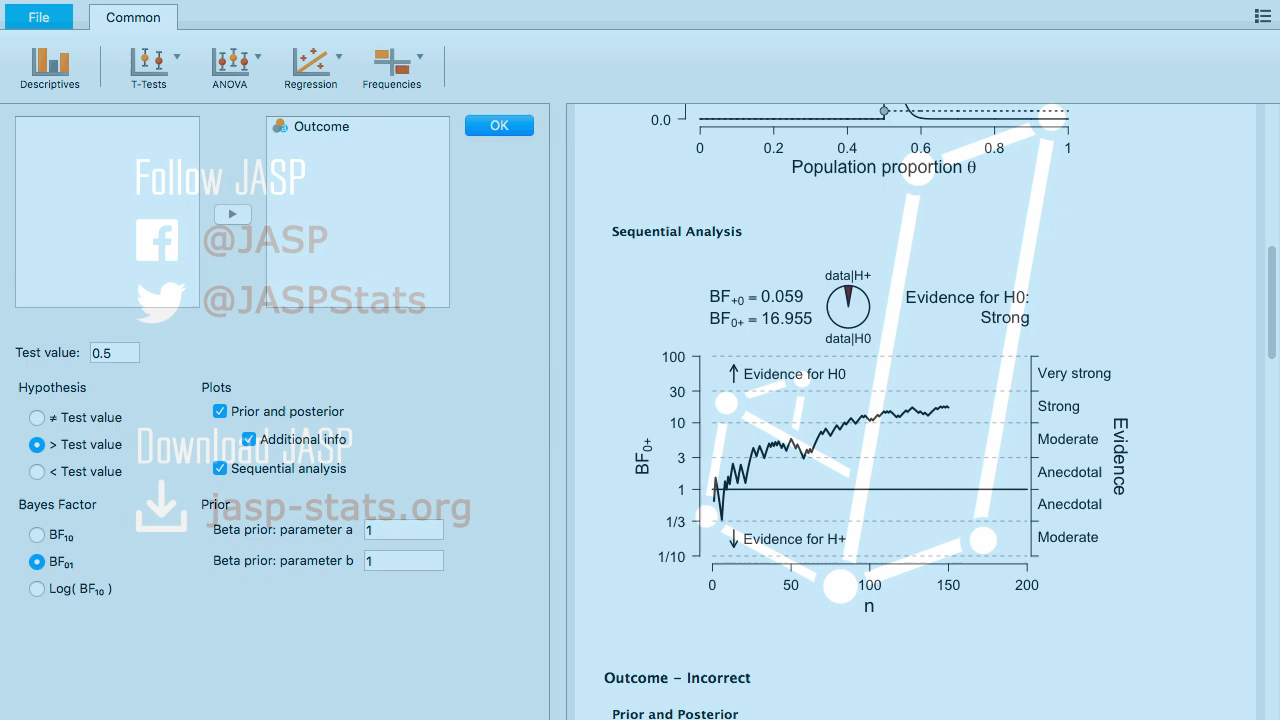 File
Common
Descriptives
T-Tests
ANOVA
Regression
Frequencies
Outcome
OK
Follow JASP
@JASP
@JASPStats
Test value: 0.5
Hypothesis
≠ Test value
> Test value
< Test value
Plots
Prior and posterior
Additional info
Sequential analysis
Download JASP
jasp-stats.org
Bayes Factor
BF₁₀
BF₀₁
Log( BF₁₀ )
Prior
Beta prior: parameter a 1
Beta prior: parameter b 1
0.0
0 0.2 0.4 0.6 0.8 1
Population proportion θ
Sequential Analysis
data|H+
BF₊₀ = 0.059
BF₀₊ = 16.955
data|H0
Evidence for H0:
Strong
100
30
10
3
1
1/3
1/10
BF₀₊
Evidence for H0
Evidence for H+
Very strong
Strong
Moderate
Anecdotal
Anecdotal
Moderate
Evidence
0 50 100 150 200
n
Outcome – Incorrect
Prior and Posterior